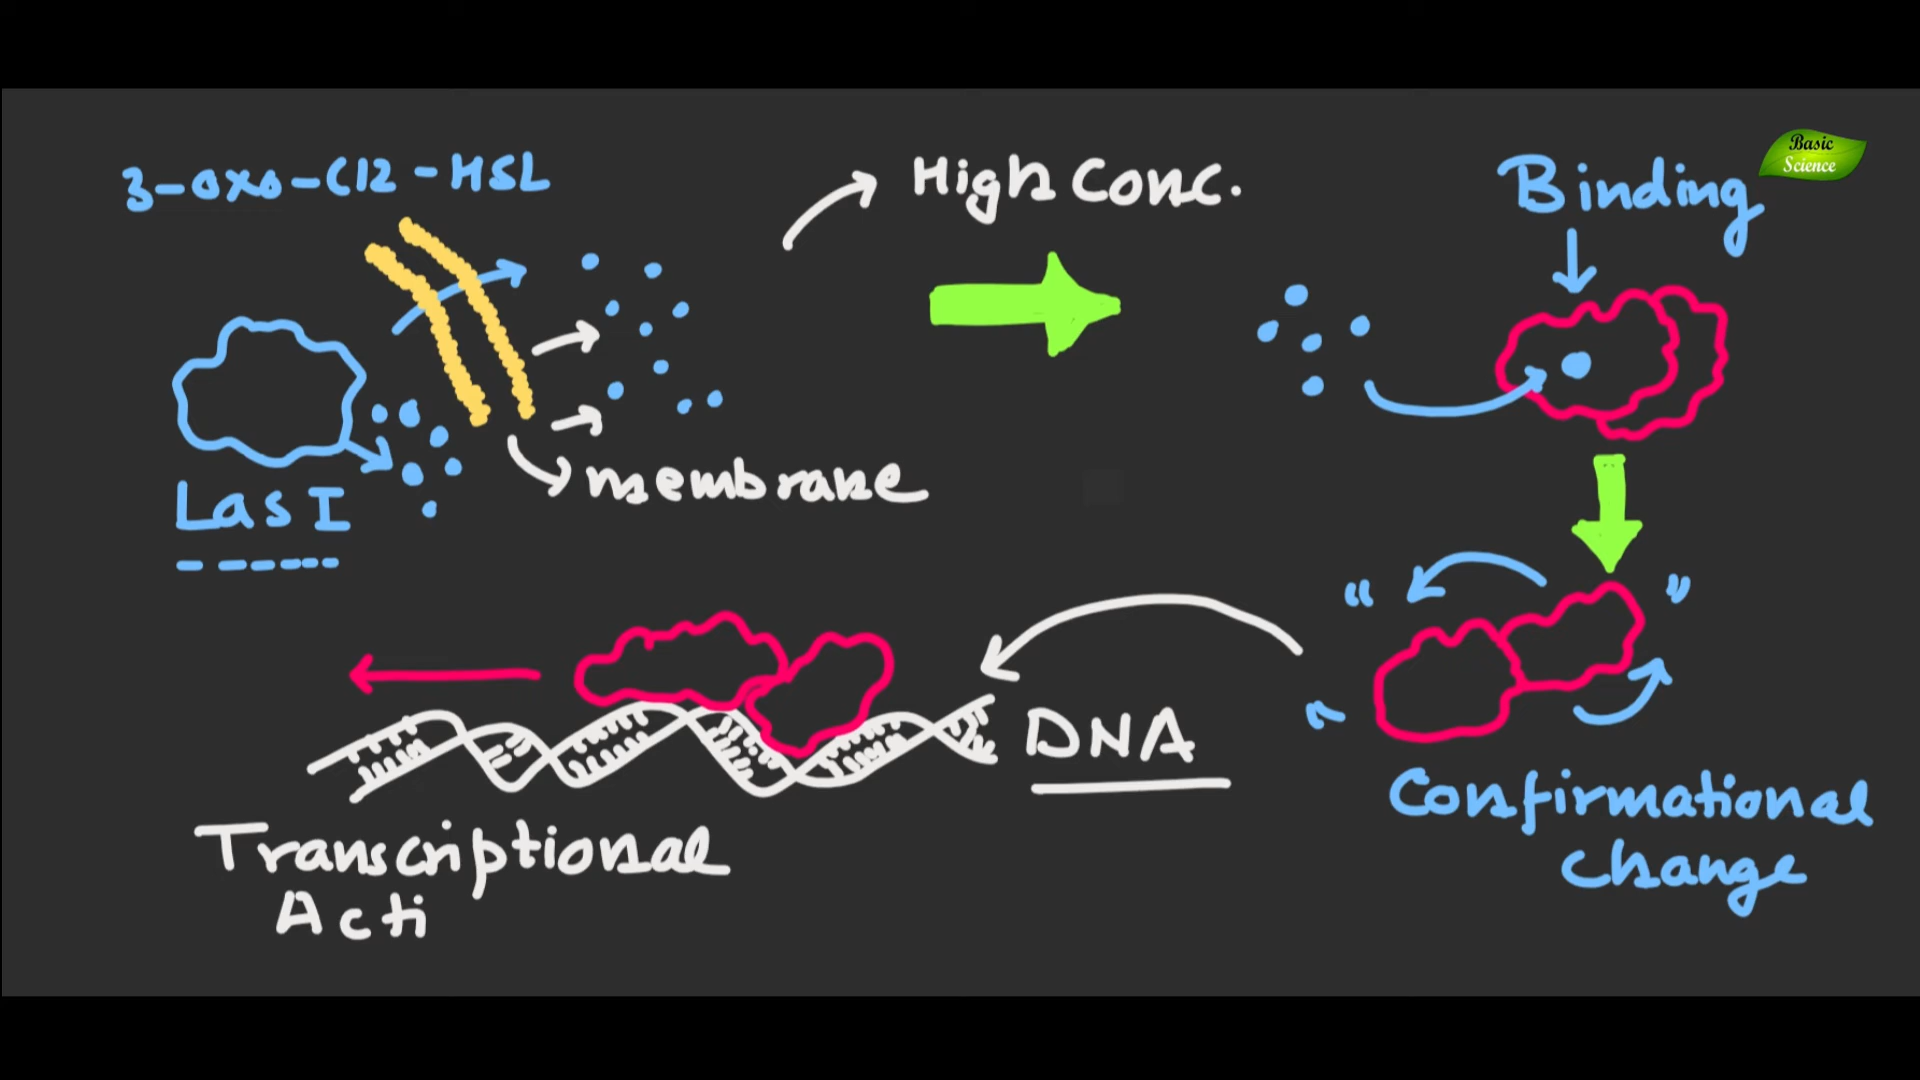 3-oxo-C12-HSL
High Conc.
Binding
Basic
Science
membrane
LasI
DNA
Confirmational
change
Transcriptional
Acti